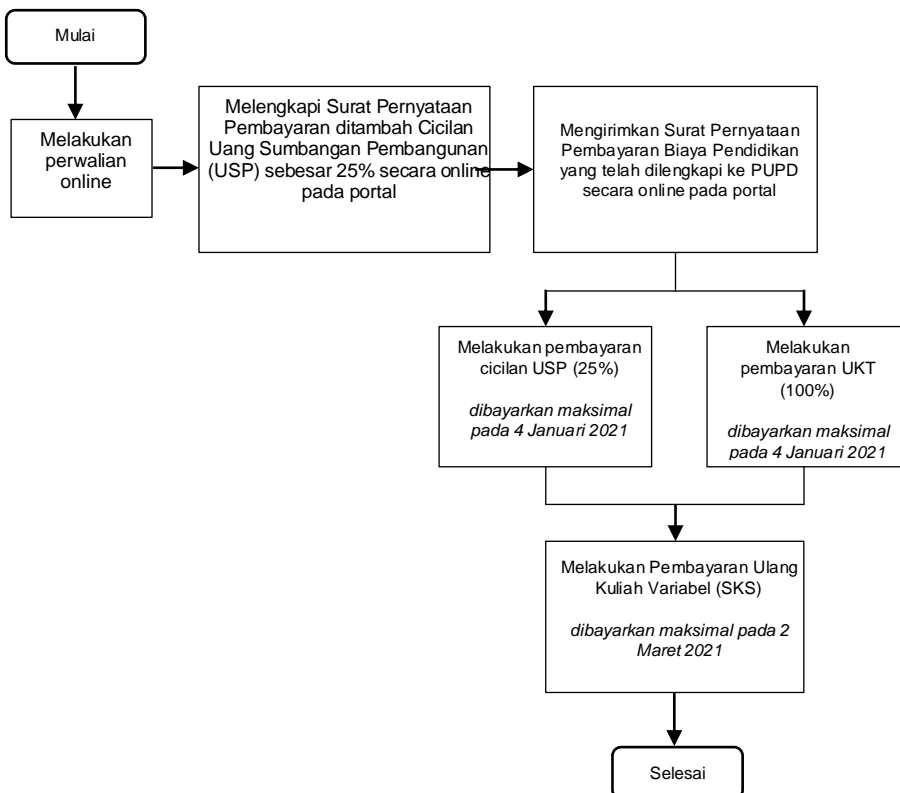 Mulai
Melakukan
perwalian
online
Melengkapi Surat Pernyataan
Pembayaran ditambah Cicilan
Uang Sumbangan Pembangunan
(USP) sebesar 25% secara online
pada portal
Mengirimkan Surat Pernyataan
Pembayaran Biaya Pendidikan
yang telah dilengkapi ke PUPD
secara online pada portal
Melakukan pembayaran
cicilan USP (25%)
dibayarkan maksimal
pada 4 Januari 2021
Melakukan
pembayaran UKT
(100%)
dibayarkan maksimal
pada 4 Januari 2021
Melakukan Pembayaran Ulang
Kuliah Variabel (SKS)
dibayarkan maksimal pada 2
Maret 2021
Selesai